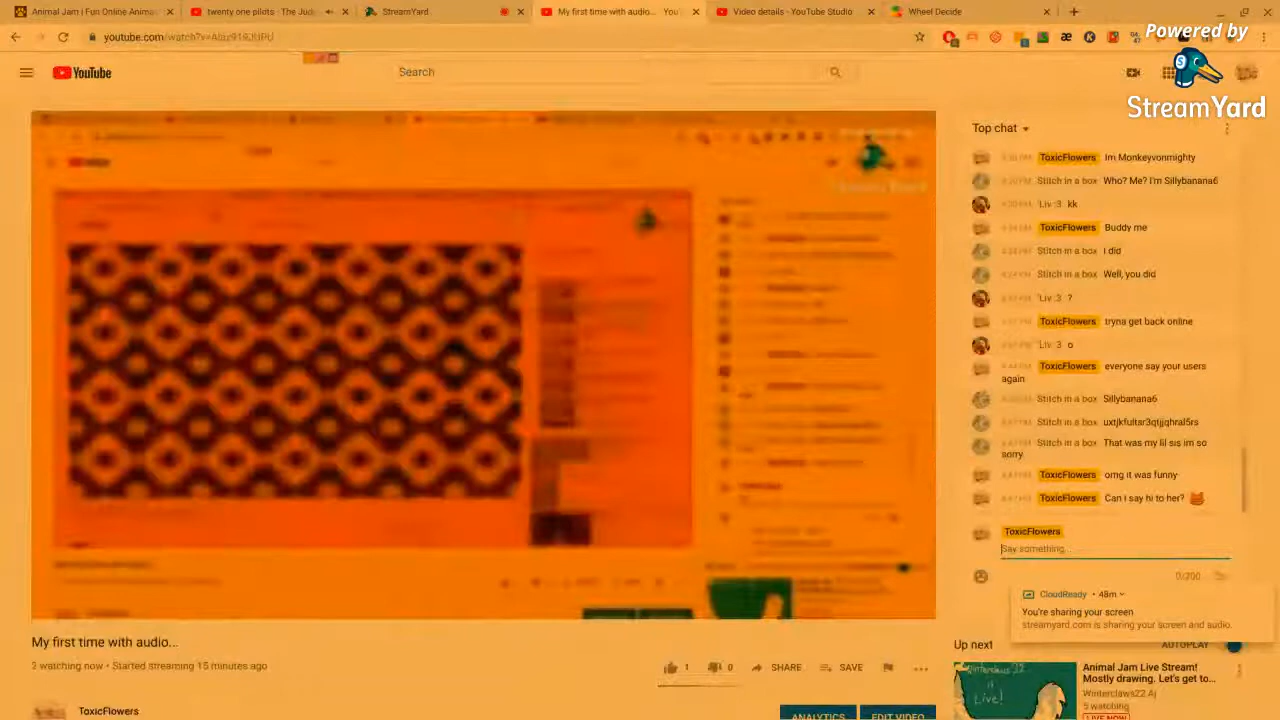 Animal Jam | Fun Online Anima
twenty one pilots - The Jud
StreamYard
My first time with audio... You
Video details - YouTube Studio
Wheel Decide
Powered by
StreamYard
YouTube
Search
Top chat
ToxicFlowers Im Monkeyvonmighty
Stitch in a box Who? Me? I'm Sillybanana6
'Liv :3 kk
ToxicFlowers Buddy me
Stitch in a box I did
Stitch in a box Well, you did
'Liv :3 ?
ToxicFlowers tryna get back online
'Liv :3 o
ToxicFlowers everyone say your users
again
Stitch in a box Sillybanana6
Stitch in a box
Stitch in a box That was my lil sis im so
sorry
ToxicFlowers omg it was funny
ToxicFlowers Can i say hi to her?
ToxicFlowers
Say something...
0/200
CloudReady • 48m
You're sharing your screen
streamyard.com is sharing your screen and audio.
My first time with audio...
watching now • Started streaming 15 minutes ago
1
0
SHARE
SAVE
Up next
AUTOPLAY
Winterclaws22
Live!
Animal Jam Live Stream!
Mostly drawing. Let's get to...
Winterclaws22 Aj
5 watching
LIVE NOW
ToxicFlowers
ANALYTICS
EDIT VIDEO